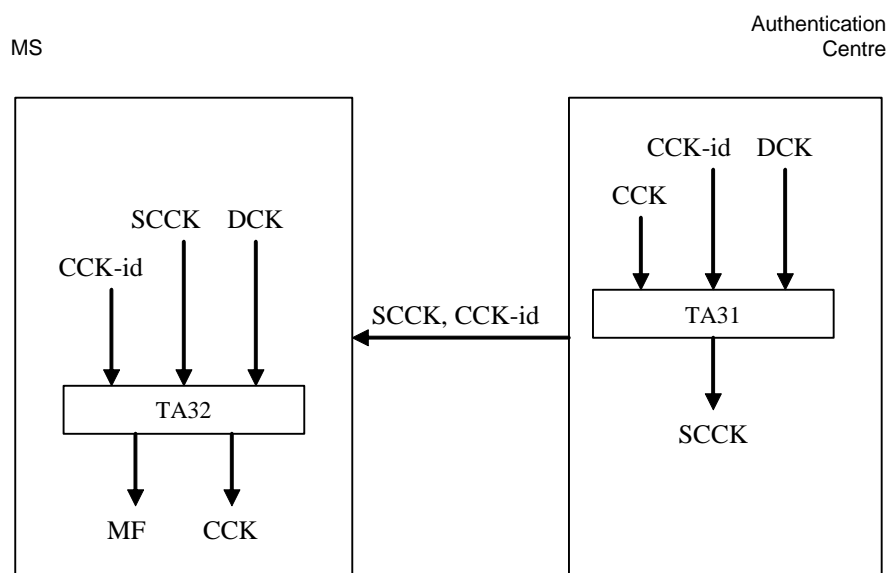 MS
Authentication
Centre
SCCK DCK
CCK-id
TA32
MF CCK
SCCK, CCK-id
CCK-id DCK
CCK
TA31
SCCK